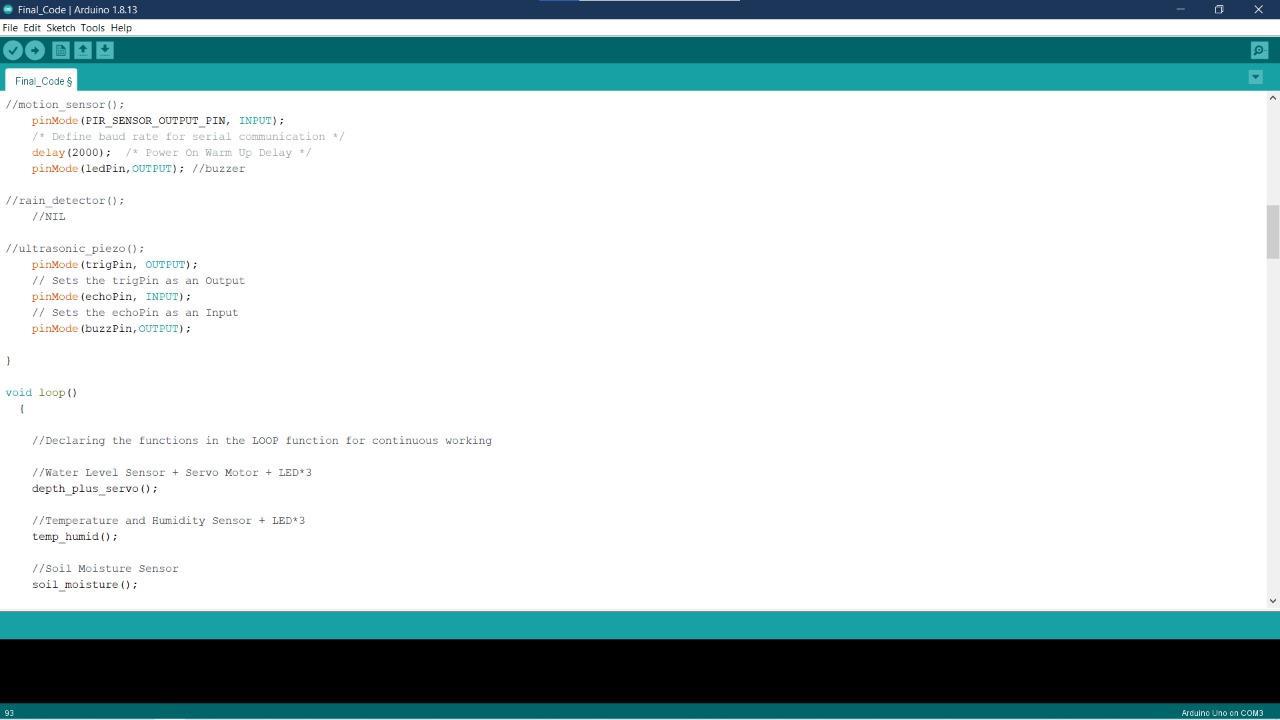 Final_Code | Arduino 1.8.13
File Edit Sketch Tools Help
Final_Code §
//motion_sensor();
pinMode(PIR_SENSOR_OUTPUT_PIN, INPUT);
/* Define baud rate for serial communication */
delay(2000);  /* Power On Warm Up Delay */
pinMode(ledPin,OUTPUT); //buzzer
//rain_detector();
//NIL
//ultrasonic_piezo();
pinMode(trigPin, OUTPUT);
// Sets the trigPin as an Output
pinMode(echoPin, INPUT);
// Sets the echoPin as an Input
pinMode(buzzPin,OUTPUT);
}
void loop()
{
//Declaring the functions in the LOOP function for continuous working
//Water Level Sensor + Servo Motor + LED*3
depth_plus_servo();
//Temperature and Humidity Sensor + LED*3
temp_humid();
//Soil Moisture Sensor
soil_moisture();
93
Arduino Uno on COM3